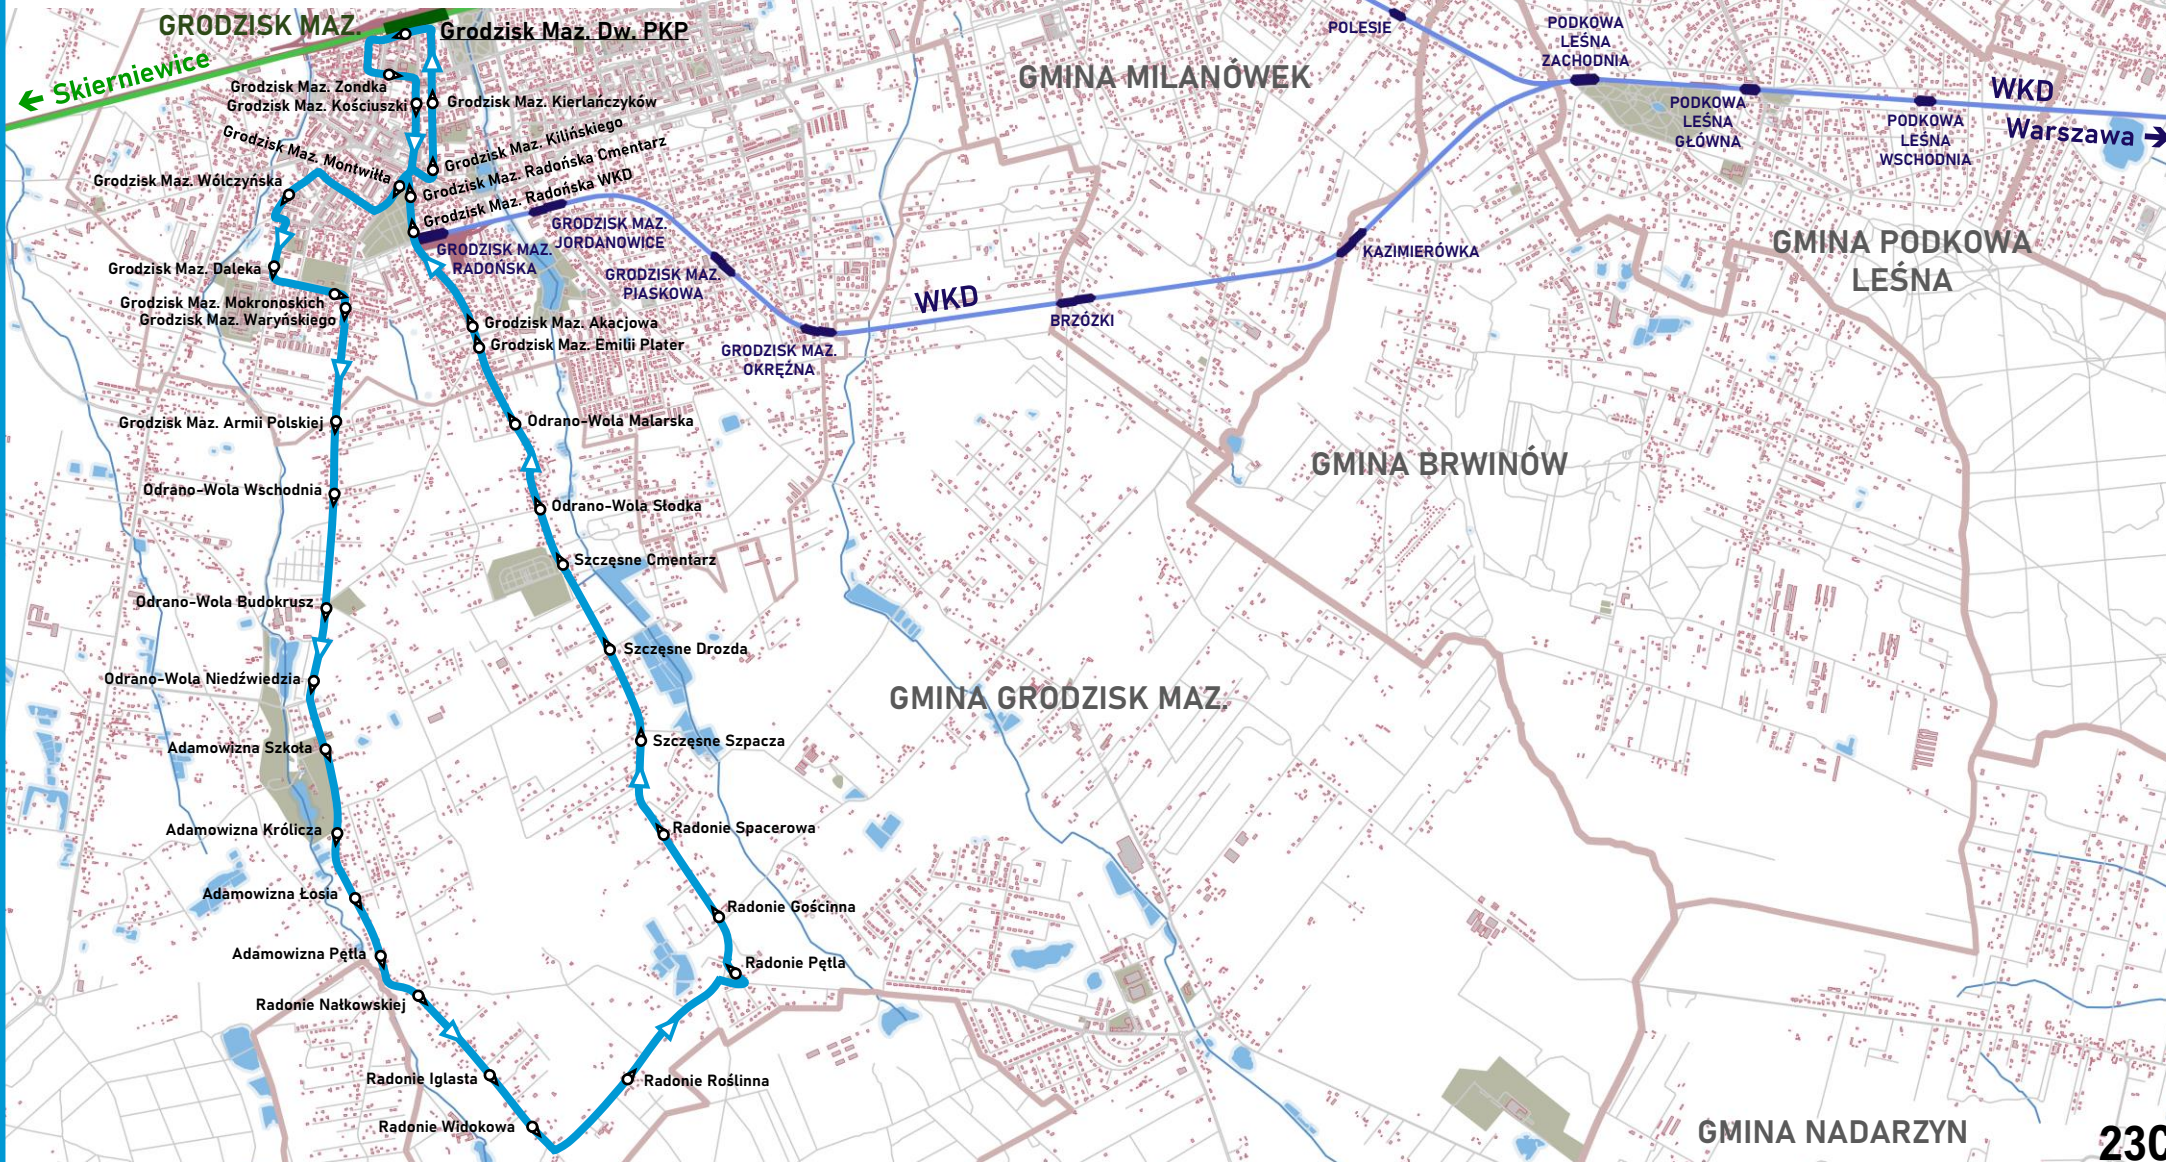 GRODZISK MAZ.
Grodzisk Maz. Dw. PKP
← Skierniewice
Grodzisk Maz. Zondka
Grodzisk Maz. Kościuszki
Grodzisk Maz. Kierlańczyków
Grodzisk Maz. Kilińskiego
Grodzisk Maz. Montwiłła
Grodzisk Maz. Radońska Cmentarz
Grodzisk Maz. Wólczyńska
Grodzisk Maz. Radońska WKD
GRODZISK MAZ.
RADOŃSKA
GRODZISK MAZ.
JORDANOWICE
GRODZISK MAZ.
PIASKOWA
GRODZISK MAZ.
OKRĘŻNA
WKD
BRZÓZKI
KAZIMIERÓWKA
POLESIE
PODKOWA
LEŚNA
ZACHODNIA
PODKOWA
LEŚNA
GŁÓWNA
PODKOWA
LEŚNA
WSCHODNIA
WKD
Warszawa →
GMINA MILANÓWEK
GMINA PODKOWA
LEŚNA
GMINA BRWINÓW
GMINA GRODZISK MAZ.
GMINA NADARZYN
Grodzisk Maz. Daleka
Grodzisk Maz. Mokronoskich
Grodzisk Maz. Waryńskiego
Grodzisk Maz. Akacjowa
Grodzisk Maz. Emilii Plater
Grodzisk Maz. Armii Polskiej
Odrano-Wola Malarska
Odrano-Wola Wschodnia
Odrano-Wola Słodka
Szczęsne Cmentarz
Odrano-Wola Budokrusz
Szczęsne Drozda
Odrano-Wola Niedźwiedzia
Adamowizna Szkoła
Szczęsne Szpacza
Adamowizna Królicza
Radonie Spacerowa
Adamowizna Łosia
Radonie Gościnna
Adamowizna Pętla
Radonie Pętla
Radonie Nałkowskiej
Radonie Iglasta
Radonie Roślinna
Radonie Widokowa